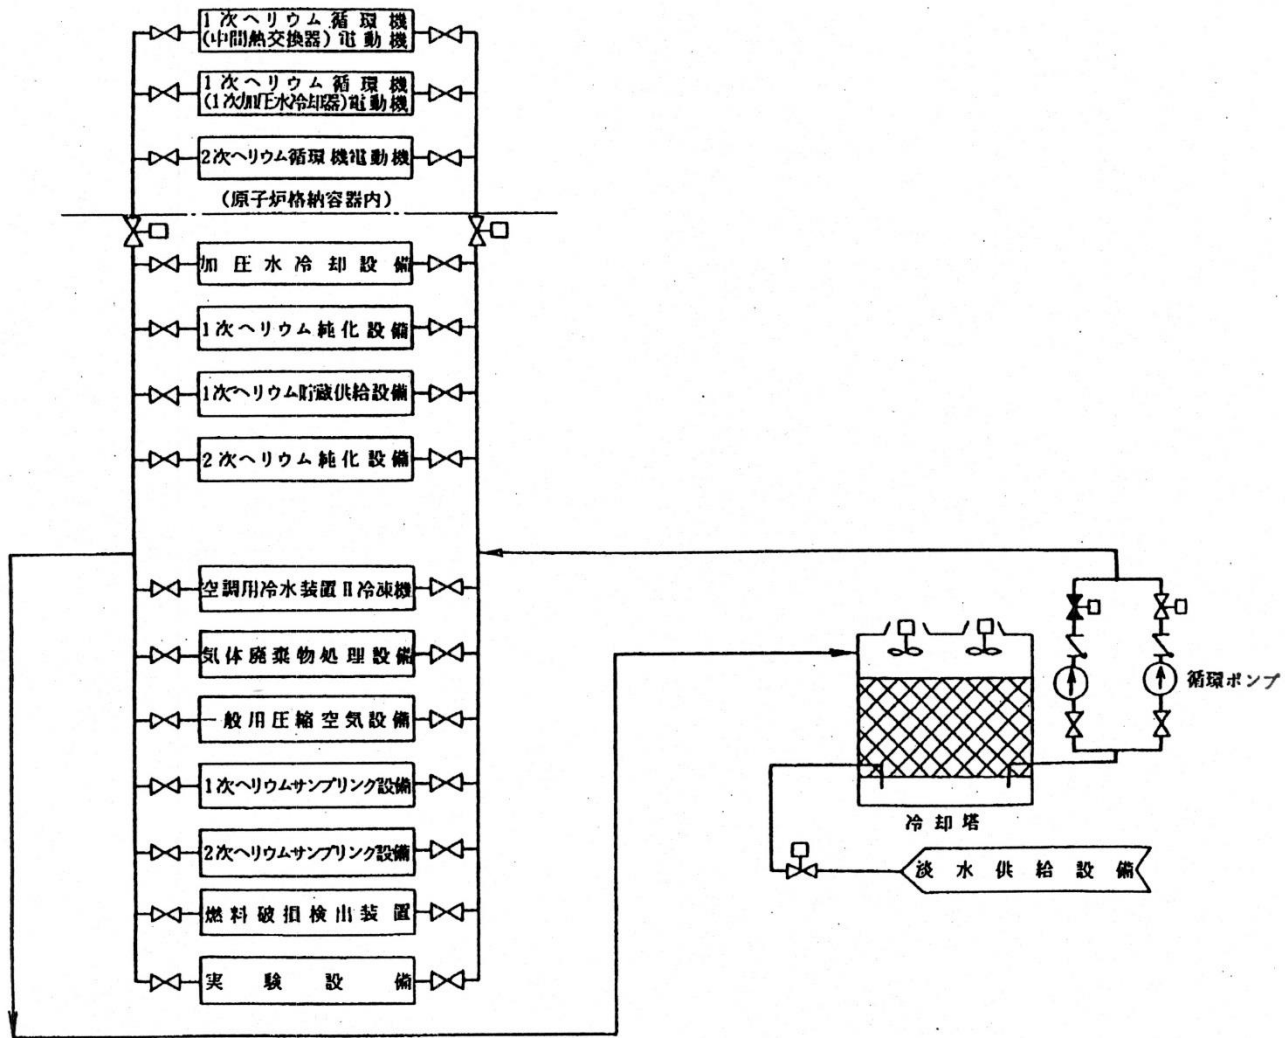 1次ヘリウム循環機
(中間熱交換器)電動機
1次ヘリウム循環機
(1次加圧水冷却器)電動機
2次ヘリウム循環機電動機
(原子炉格納容器内)
加圧水冷却設備
1次ヘリウム純化設備
1次ヘリウム貯蔵供給設備
2次ヘリウム純化設備
空調用冷水装置Ⅱ冷凍機
気体廃棄物処理設備
一般用圧縮空気設備
1次ヘリウムサンプリング設備
2次ヘリウムサンプリング設備
燃料破損検出装置
実験設備
循環ポンプ
冷却塔
淡水供給設備